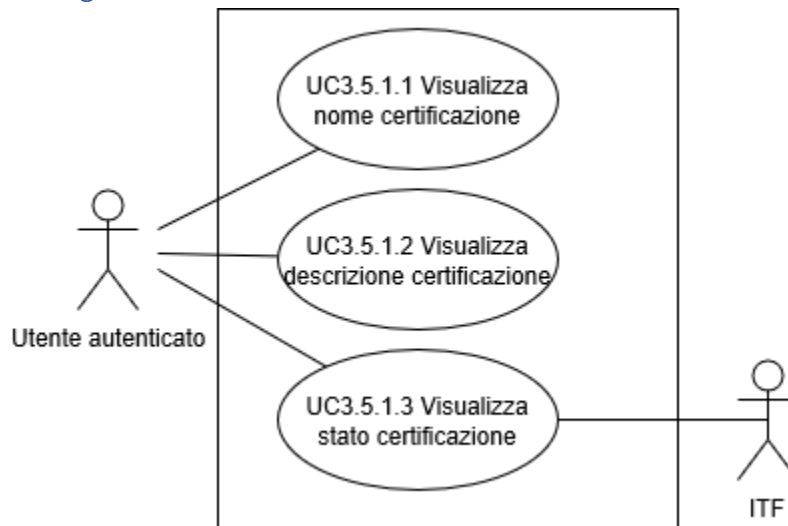 UC3.5.1.1 Visualizza
nome certificazione
UC3.5.1.2 Visualizza
descrizione certificazione
Utente autenticato
UC3.5.1.3 Visualizza
stato certificazione
ITF